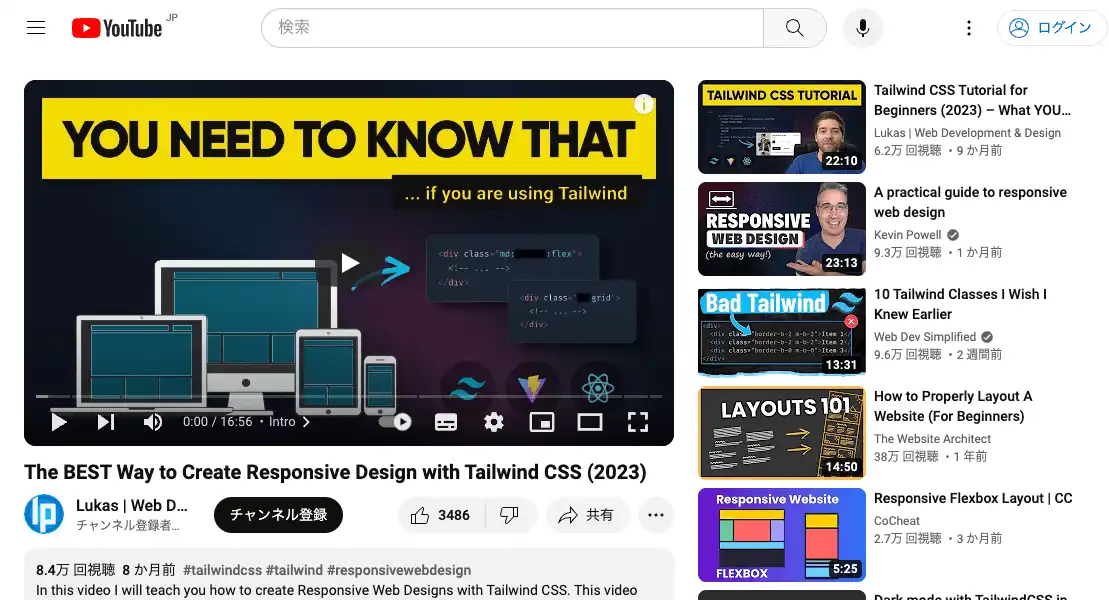 YouTube JP
検索
ログイン
YOU NEED TO KNOW THAT
... if you are using Tailwind
<div class="md: :flex">
<!-- ... -->
</div>
<div class=" grid">
<!-- ... -->
</div>
0:00 / 16:56 ・ Intro
The BEST Way to Create Responsive Design with Tailwind CSS (2023)
lp
Lukas | Web D...
チャンネル登録者...
チャンネル登録
3486
共有
8.4万 回視聴 8 か月前 #tailwindcss #tailwind #responsivewebdesign
In this video I will teach you how to create Responsive Web Designs with Tailwind CSS. This video
TAILWIND CSS TUTORIAL
22:10
Tailwind CSS Tutorial for
Beginners (2023) – What YOU...
Lukas | Web Development & Design
6.2万 回視聴 ・9 か月前
RESPONSIVE
WEB DESIGN
(the easy way!)
23:13
A practical guide to responsive
web design
Kevin Powell
9.3万 回視聴 ・1 か月前
Bad Tailwind
<div>
<div class="border-b-2 m-b-2">Item 1</
<div class="border-b-2 m-b-2">Item 2</
<div class="border-b-2 m-b-2">Item 3</
13:31
10 Tailwind Classes I Wish I
Knew Earlier
Web Dev Simplified
9.6万 回視聴 ・2 週間前
LAYOUTS 101
14:50
How to Properly Layout A
Website (For Beginners)
The Website Architect
38万 回視聴 ・1 年前
Responsive Website
FLEXBOX
5:25
Responsive Flexbox Layout | CC
CoCheat
2.7万 回視聴 ・3 か月前
Dark mode with TailwindCSS in